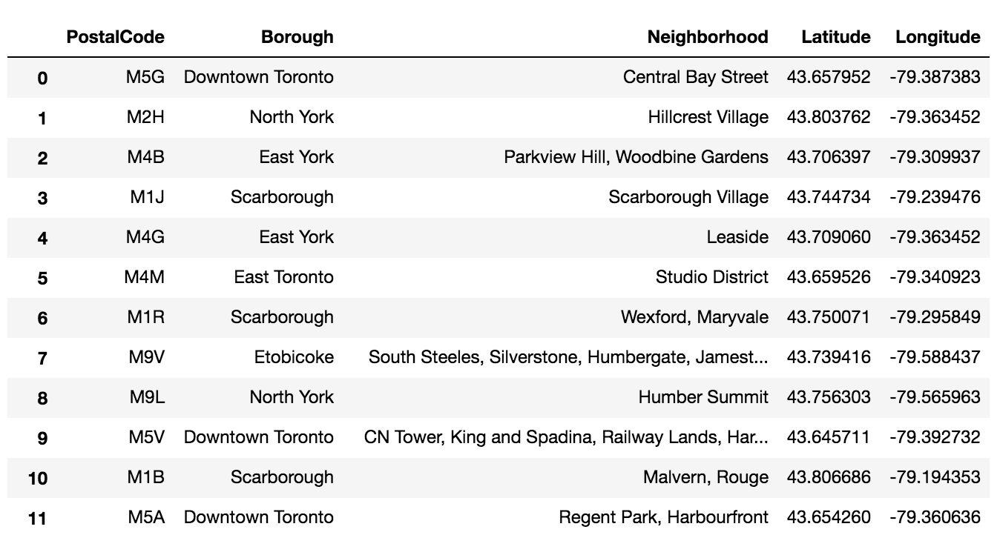 PostalCode Borough Neighborhood Latitude Longitude
0 M5G Downtown Toronto Central Bay Street 43.657952 -79.387383
1 M2H North York Hillcrest Village 43.803762 -79.363452
2 M4B East York Parkview Hill, Woodbine Gardens 43.706397 -79.309937
3 M1J Scarborough Scarborough Village 43.744734 -79.239476
4 M4G East York Leaside 43.709060 -79.363452
5 M4M East Toronto Studio District 43.659526 -79.340923
6 M1R Scarborough Wexford, Maryvale 43.750071 -79.295849
7 M9V Etobicoke South Steeles, Silverstone, Humbergate, Jamest... 43.739416 -79.588437
8 M9L North York Humber Summit 43.756303 -79.565963
9 M5V Downtown Toronto CN Tower, King and Spadina, Railway Lands, Har... 43.645711 -79.392732
10 M1B Scarborough Malvern, Rouge 43.806686 -79.194353
11 M5A Downtown Toronto Regent Park, Harbourfront 43.654260 -79.360636